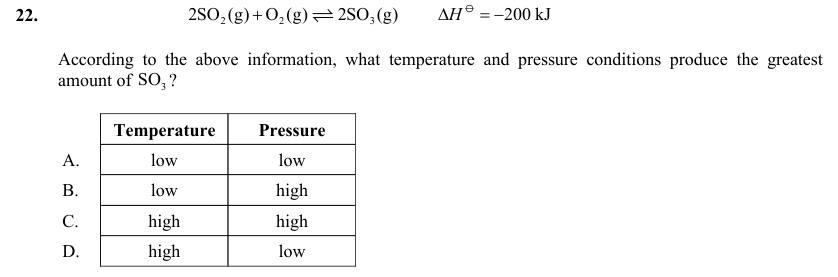 22. 2SO₂(g)+O₂(g)⇌2SO₃(g) ΔH⊖ = −200 kJ
According to the above information, what temperature and pressure conditions produce the greatest
amount of SO₃?
Temperature Pressure
A. low low
B. low high
C. high high
D. high low